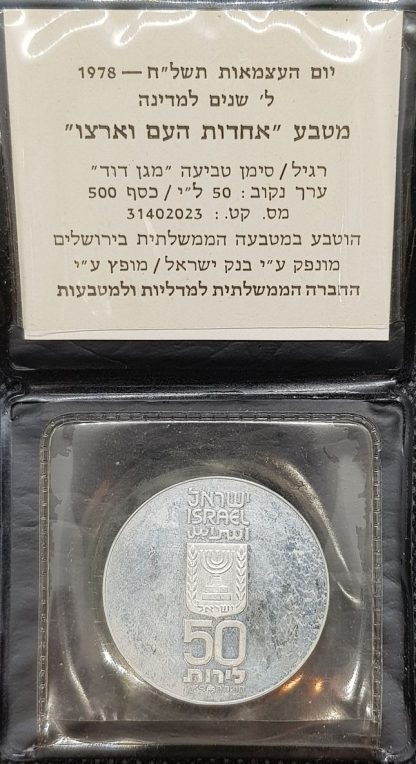 יום העצמאות תשל״ח — 1978
ל׳ שנים למדינה
מטבע ״אחדות העם וארצו״
רגיל / סימן טביעה ״מגן דוד״
ערך נקוב: 50 ל״י / כסף 500
מס. קט.: 31402023
הוטבע במטבעה הממשלתית בירושלים
מונפק ע״י בנק ישראל / מופץ ע״י
החברה הממשלתית למדליות ולמטבעות
ישראל
ISRAEL
ישראל
50
לירות